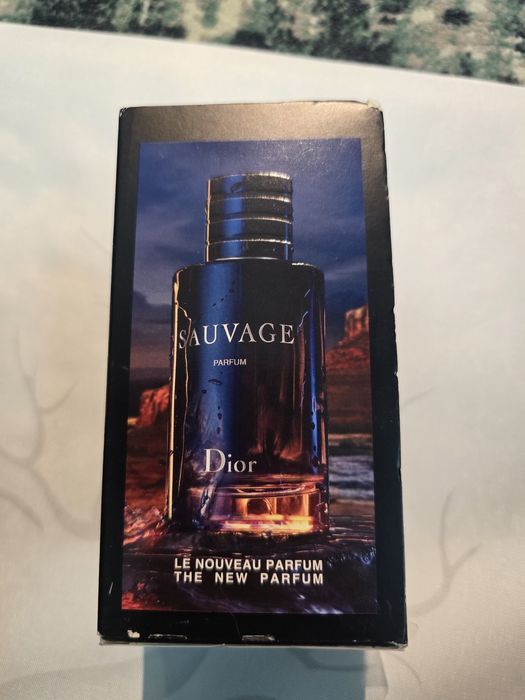 SAUVAGE
PARFUM
Dior
LE NOUVEAU PARFUM
THE NEW PARFUM